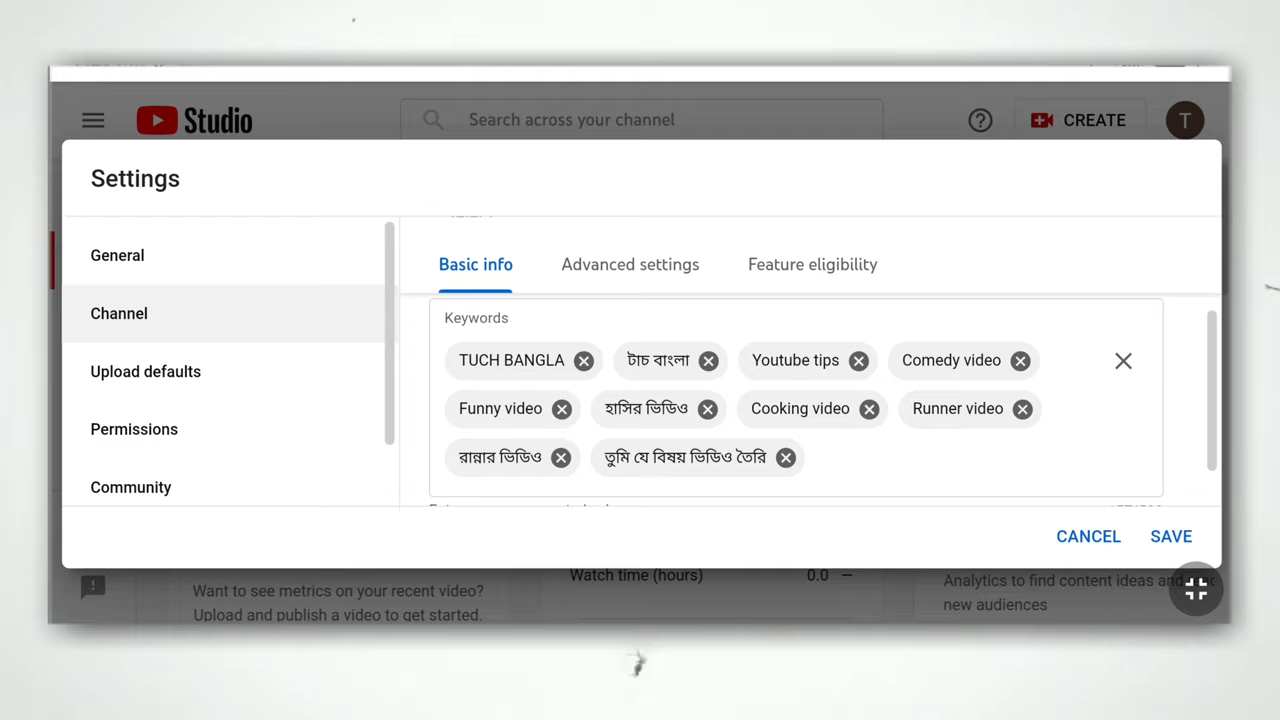 Studio
Search across your channel
CREATE
T
Settings
General
Channel
Upload defaults
Permissions
Community
Basic info Advanced settings Feature eligibility
Keywords
TUCH BANGLA টাচ বাংলা Youtube tips Comedy video
Funny video হাসির ভিডিও Cooking video Runner video
রান্নার ভিডিও তুমি যে বিষয় ভিডিও তৈরি
CANCEL SAVE
Want to see metrics on your recent video?
Upload and publish a video to get started.
Watch time (hours) 0.0 —
Analytics to find content ideas and
new audiences